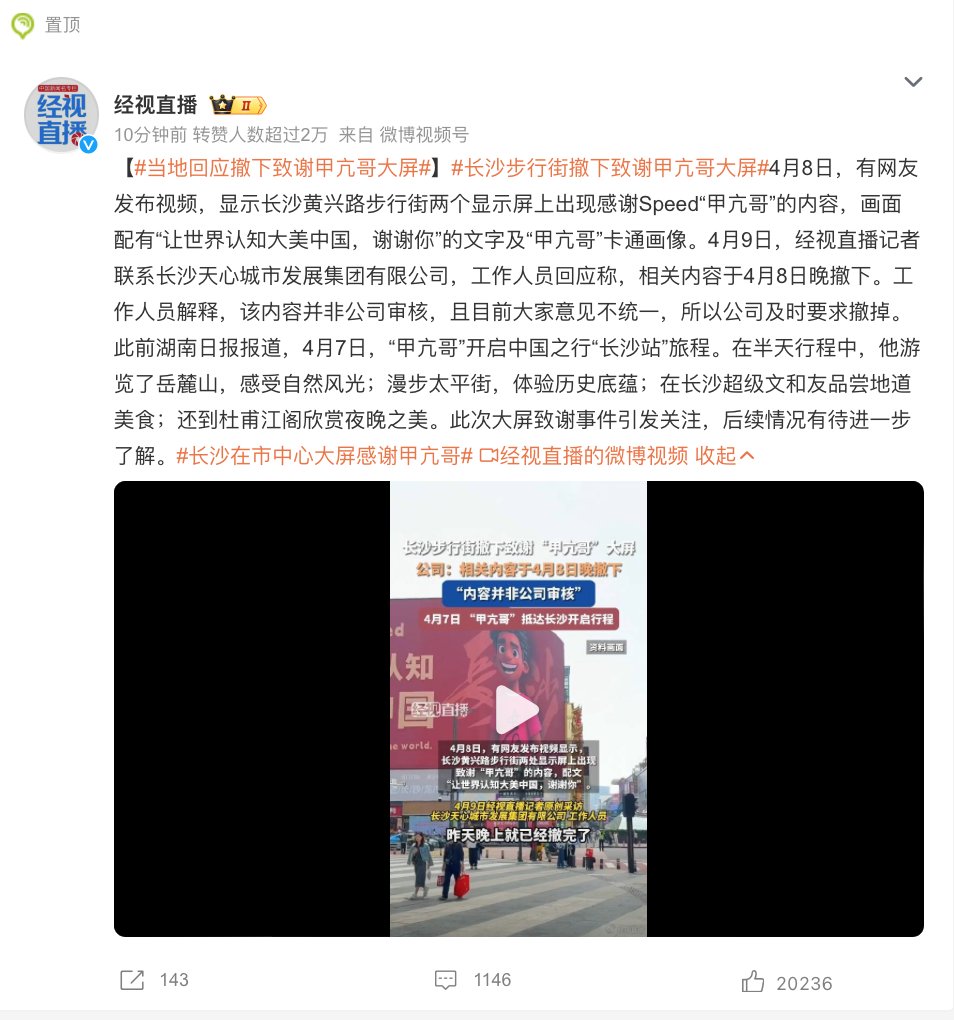 置顶
中国新闻名专栏
经视
直播
经视直播 II
10分钟前 转赞人数超过2万 来自 微博视频号
【#当地回应撤下致谢甲亢哥大屏#】#长沙步行街撤下致谢甲亢哥大屏#4月8日，有网友
发布视频，显示长沙黄兴路步行街两个显示屏上出现感谢Speed“甲亢哥”的内容，画面
配有“让世界认知大美中国，谢谢你”的文字及“甲亢哥”卡通画像。4月9日，经视直播记者
联系长沙天心城市发展集团有限公司，工作人员回应称，相关内容于4月8日晚撤下。工
作人员解释，该内容并非公司审核，且目前大家意见不统一，所以公司及时要求撤掉。
此前湖南日报报道，4月7日，“甲亢哥”开启中国之行“长沙站”旅程。在半天行程中，他游
览了岳麓山，感受自然风光；漫步太平街，体验历史底蕴；在长沙超级文和友品尝地道
美食；还到杜甫江阁欣赏夜晚之美。此次大屏致谢事件引发关注，后续情况有待进一步
了解。#长沙在市中心大屏感谢甲亢哥# 经视直播的微博视频 收起
长沙步行街撤下致谢“甲亢哥”大屏
公司：相关内容于4月8日晚撤下
“内容并非公司审核”
4月7日 “甲亢哥”抵达长沙开启行程
资料画面
认知
国
e world.
长沙
经视直播
4月8日，有网友发布视频显示，
长沙黄兴路步行街两处显示屏上出现
致谢“甲亢哥”的内容，配文
“让世界认知大美中国，谢谢你”。
4月9日经视直播记者原创采访
长沙天心城市发展集团有限公司 工作人员
昨天晚上就已经撤完了
143
1146
20236